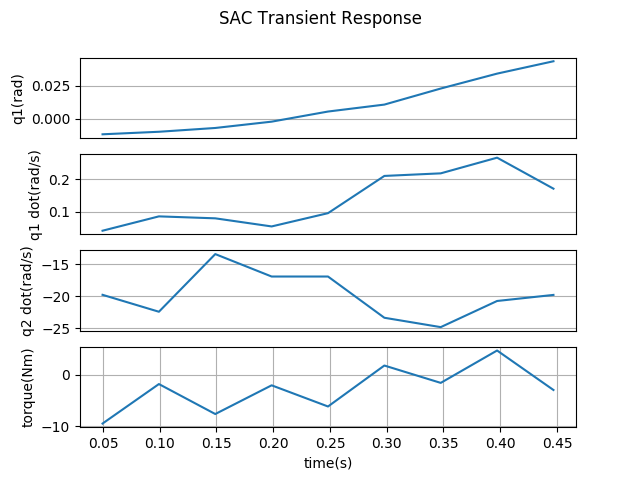 SAC Transient Response
q1(rad)
0.025
0.000
q1 dot(rad/s)
0.2
0.1
q2 dot(rad/s)
−15
−20
−25
torque(Nm)
0
−10
0.05 0.10 0.15 0.20 0.25 0.30 0.35 0.40 0.45
time(s)